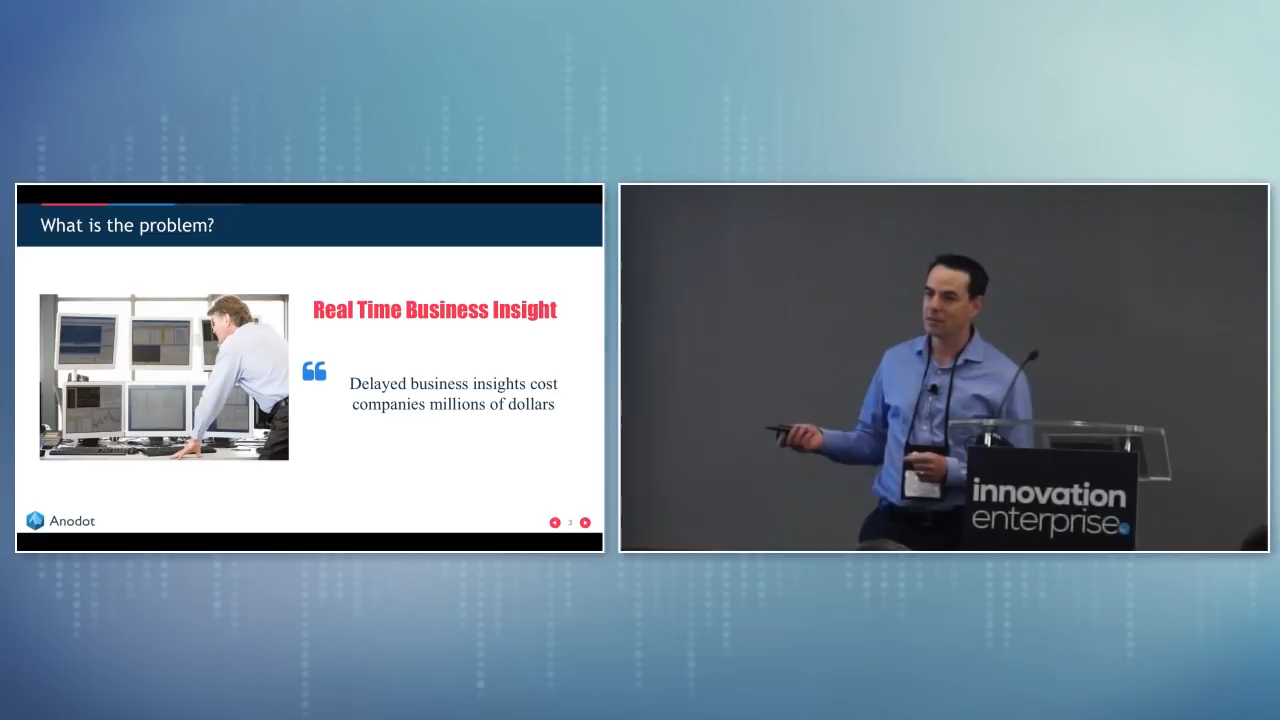 What is the problem?
Real Time Business Insight
Delayed business insights cost
companies millions of dollars
Anodot
3
innovation
enterprise